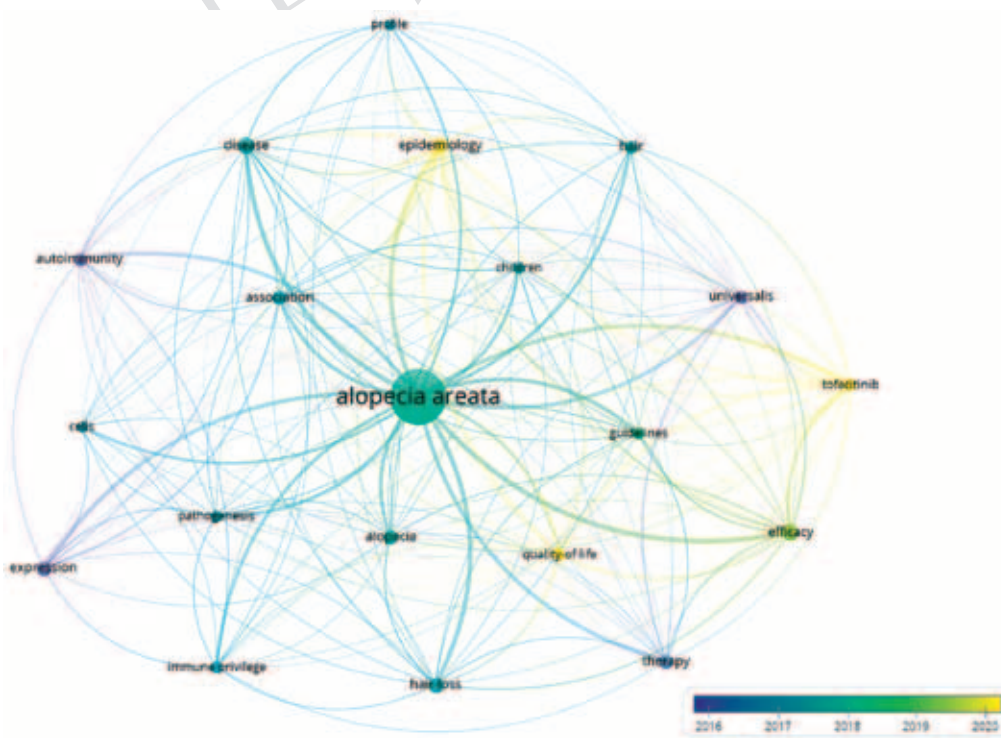 profile
disease
epidemiology
hair
autoimmunity
children
association
universalis
tofacitinib
alopecia areata
cells
guidelines
pathogenesis
alopecia
efficacy
quality-of-life
expression
immune privilege
therapy
hair loss
2016 2017 2018 2019 2020